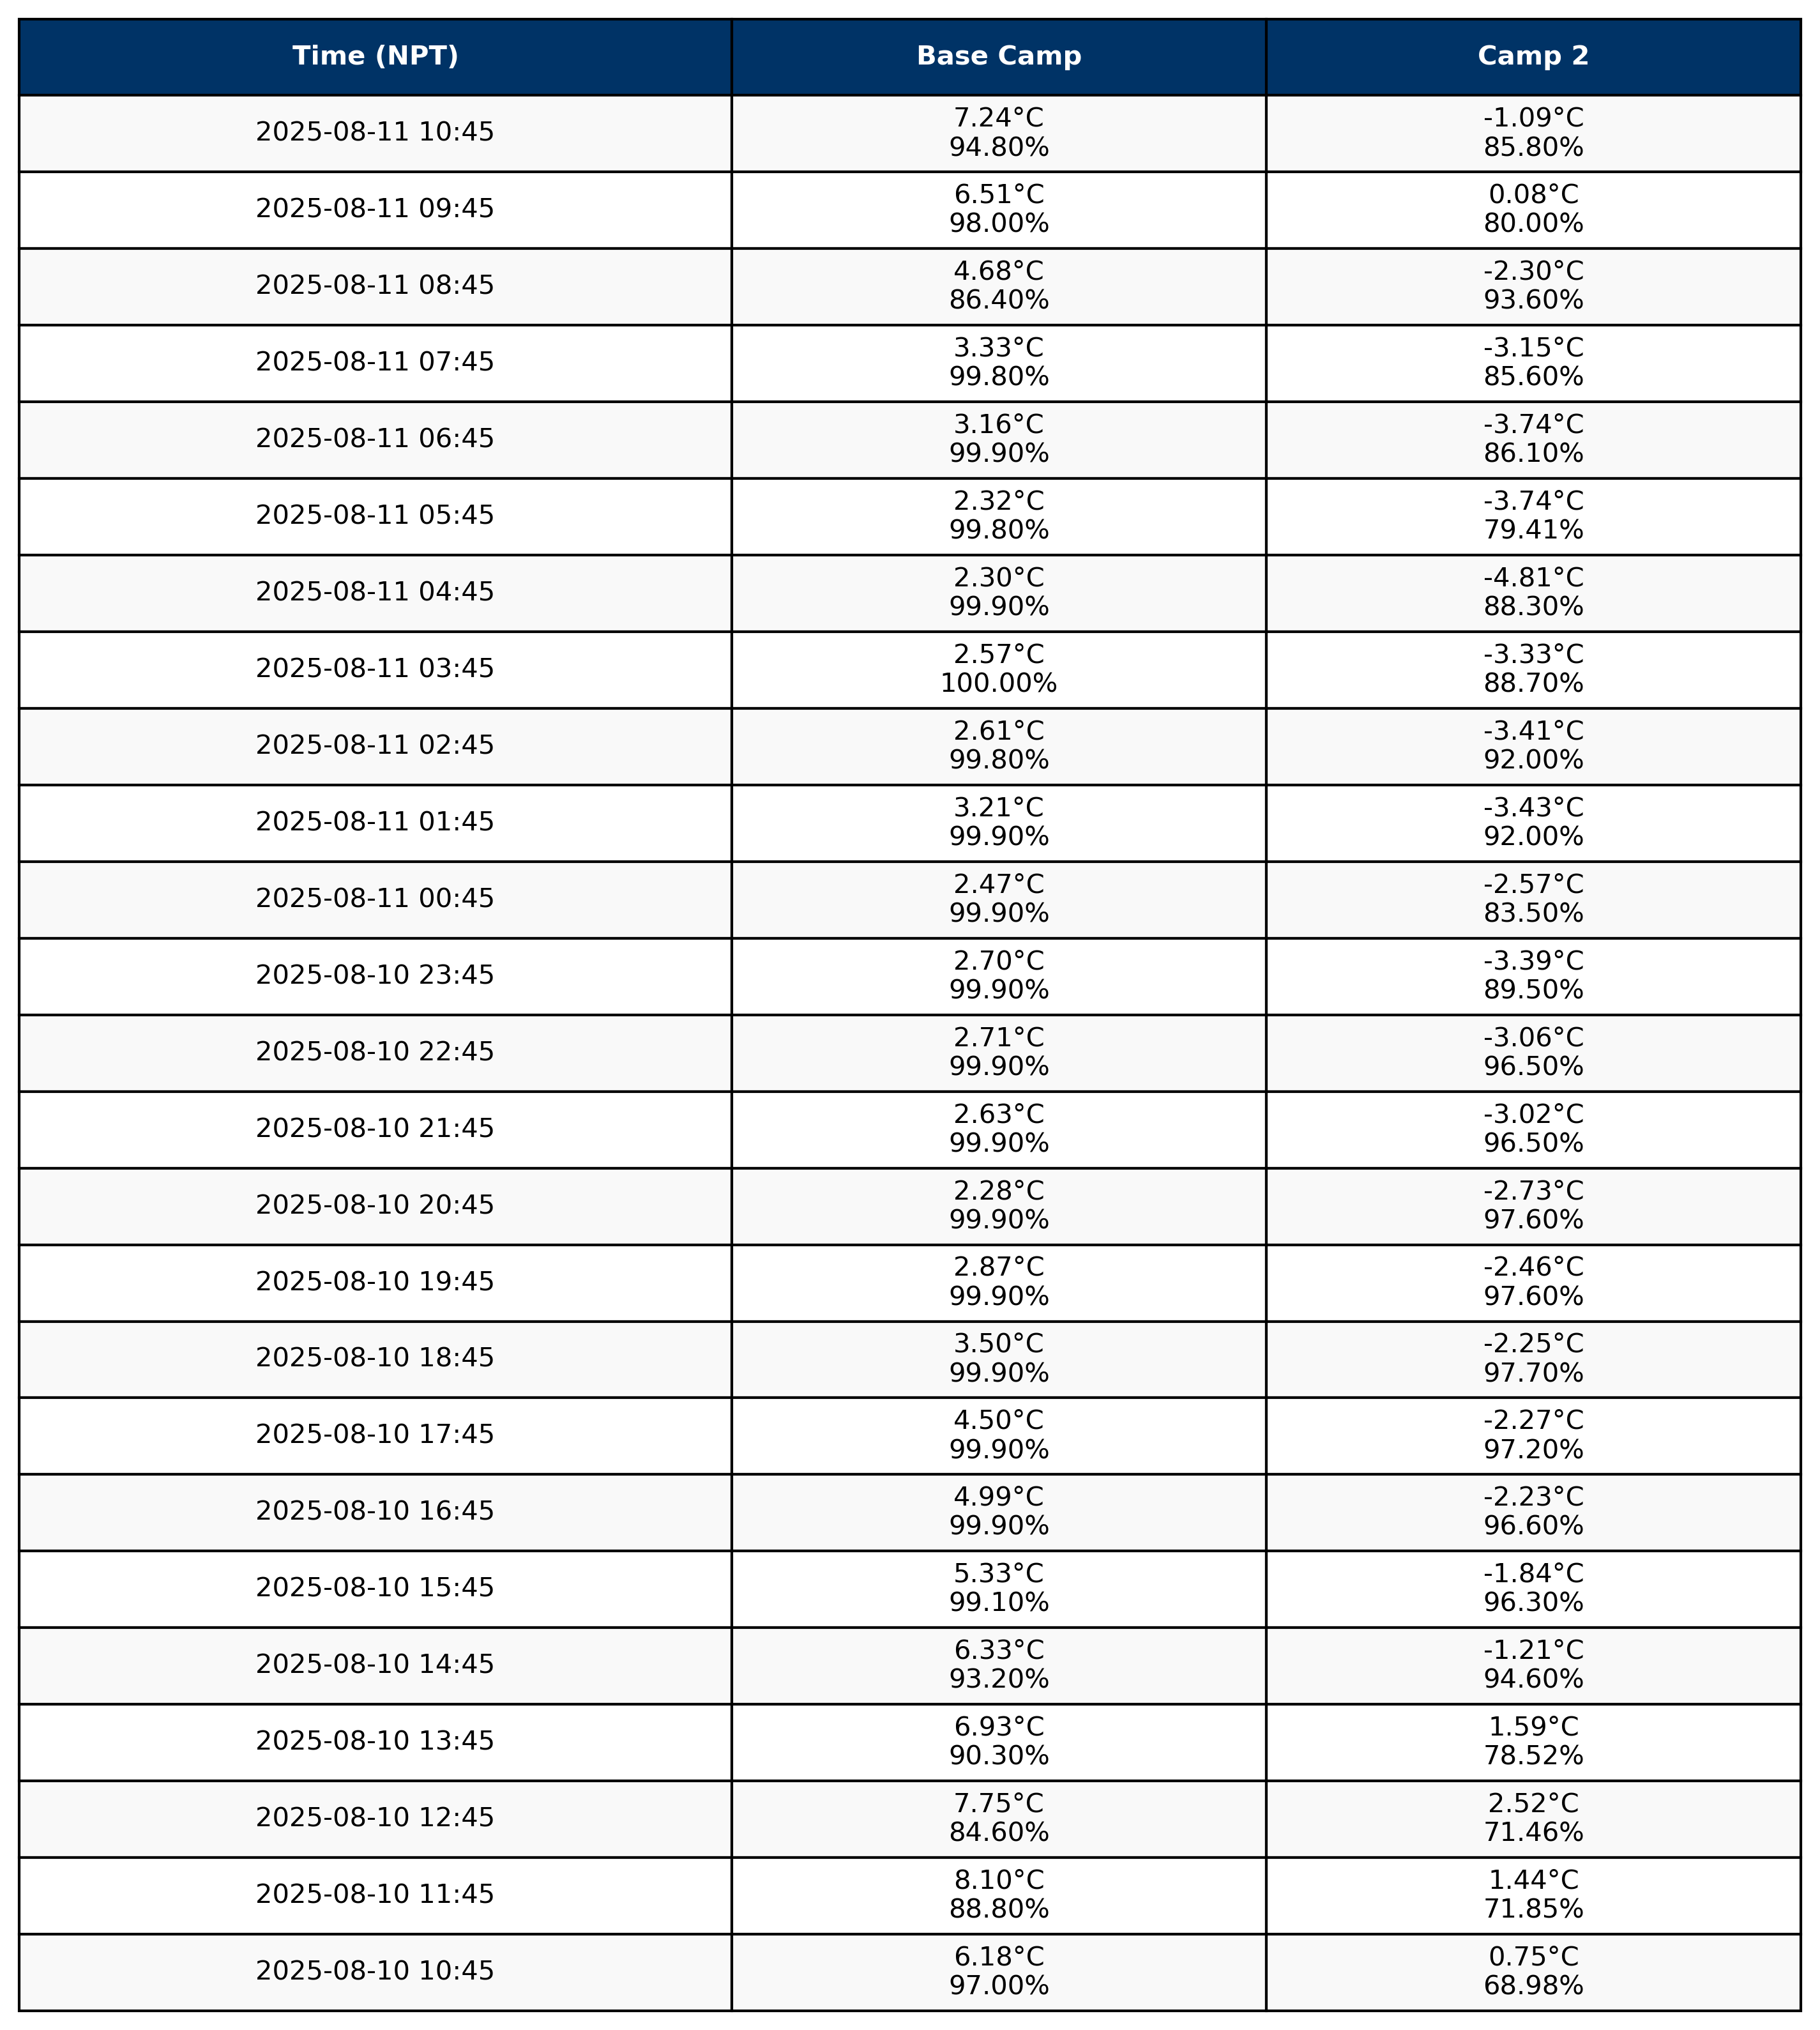 Time (NPT) Base Camp Camp 2
2025-08-11 10:45 7.24°C -1.09°C
94.80% 85.80%
2025-08-11 09:45 6.51°C 0.08°C
98.00% 80.00%
2025-08-11 08:45 4.68°C -2.30°C
86.40% 93.60%
2025-08-11 07:45 3.33°C -3.15°C
99.80% 85.60%
2025-08-11 06:45 3.16°C -3.74°C
99.90% 86.10%
2025-08-11 05:45 2.32°C -3.74°C
99.80% 79.41%
2025-08-11 04:45 2.30°C -4.81°C
99.90% 88.30%
2025-08-11 03:45 2.57°C -3.33°C
100.00% 88.70%
2025-08-11 02:45 2.61°C -3.41°C
99.80% 92.00%
2025-08-11 01:45 3.21°C -3.43°C
99.90% 92.00%
2025-08-11 00:45 2.47°C -2.57°C
99.90% 83.50%
2025-08-10 23:45 2.70°C -3.39°C
99.90% 89.50%
2025-08-10 22:45 2.71°C -3.06°C
99.90% 96.50%
2025-08-10 21:45 2.63°C -3.02°C
99.90% 96.50%
2025-08-10 20:45 2.28°C -2.73°C
99.90% 97.60%
2025-08-10 19:45 2.87°C -2.46°C
99.90% 97.60%
2025-08-10 18:45 3.50°C -2.25°C
99.90% 97.70%
2025-08-10 17:45 4.50°C -2.27°C
99.90% 97.20%
2025-08-10 16:45 4.99°C -2.23°C
99.90% 96.60%
2025-08-10 15:45 5.33°C -1.84°C
99.10% 96.30%
2025-08-10 14:45 6.33°C -1.21°C
93.20% 94.60%
2025-08-10 13:45 6.93°C 1.59°C
90.30% 78.52%
2025-08-10 12:45 7.75°C 2.52°C
84.60% 71.46%
2025-08-10 11:45 8.10°C 1.44°C
88.80% 71.85%
2025-08-10 10:45 6.18°C 0.75°C
97.00% 68.98%